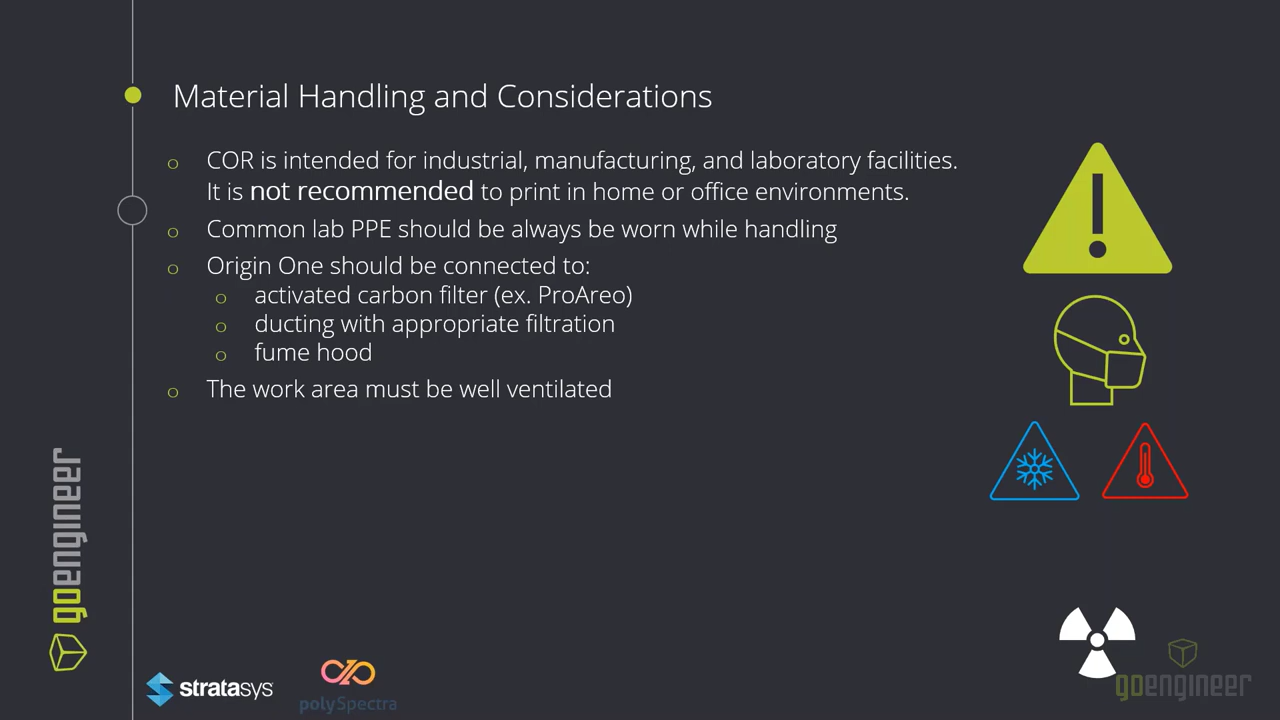 Material Handling and Considerations
COR is intended for industrial, manufacturing, and laboratory facilities.
It is not recommended to print in home or office environments.
Common lab PPE should be always be worn while handling
Origin One should be connected to:
activated carbon filter (ex. ProAreo)
ducting with appropriate filtration
fume hood
The work area must be well ventilated
goengineer
stratasys
polySpectra
goengineer